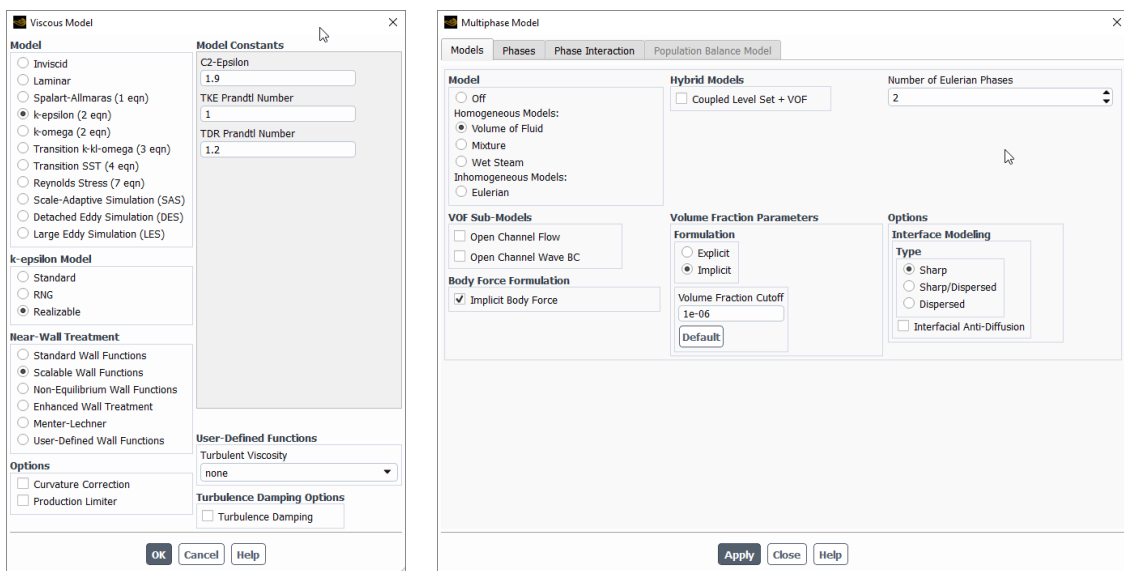 Viscous Model
Model
Inviscid
Laminar
Spalart-Allmaras (1 eqn)
k-epsilon (2 eqn)
k-omega (2 eqn)
Transition k-kl-omega (3 eqn)
Transition SST (4 eqn)
Reynolds Stress (7 eqn)
Scale-Adaptive Simulation (SAS)
Detached Eddy Simulation (DES)
Large Eddy Simulation (LES)
k-epsilon Model
Standard
RNG
Realizable
Near-Wall Treatment
Standard Wall Functions
Scalable Wall Functions
Non-Equilibrium Wall Functions
Enhanced Wall Treatment
Menter-Lechner
User-Defined Wall Functions
Options
Curvature Correction
Production Limiter
Model Constants
C2-Epsilon
1.9
TKE Prandtl Number
1
TDR Prandtl Number
1.2
User-Defined Functions
Turbulent Viscosity
none
Turbulence Damping Options
Turbulence Damping
OK Cancel Help
Multiphase Model
Models Phases Phase Interaction Population Balance Model
Model
Off
Homogeneous Models:
Volume of Fluid
Mixture
Wet Steam
Inhomogeneous Models:
Eulerian
Hybrid Models
Coupled Level Set + VOF
Number of Eulerian Phases
2
VOF Sub-Models
Open Channel Flow
Open Channel Wave BC
Body Force Formulation
Implicit Body Force
Volume Fraction Parameters
Formulation
Explicit
Implicit
Volume Fraction Cutoff
1e-06
Default
Options
Interface Modeling
Type
Sharp
Sharp/Dispersed
Dispersed
Interfacial Anti-Diffusion
Apply Close Help